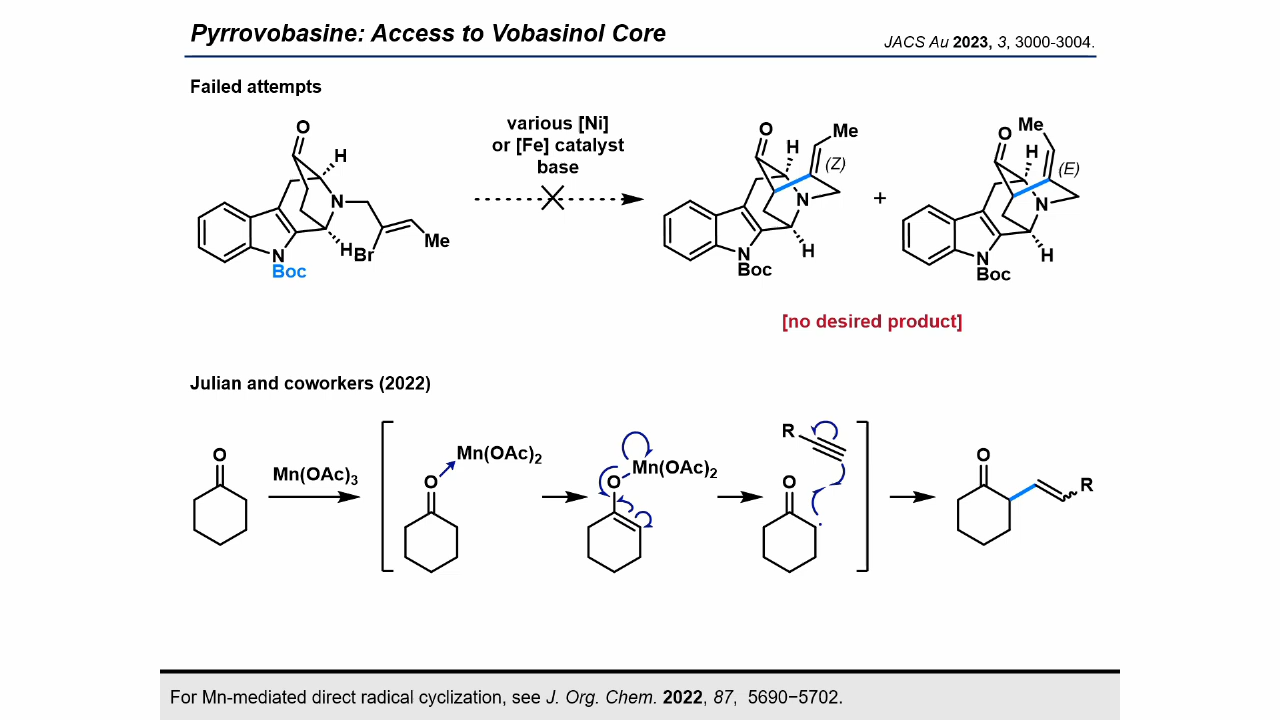 Pyrrovobasine: Access to Vobasinol Core
JACS Au 2023, 3, 3000-3004.
Failed attempts
O
H
N
H
Br
Me
N
Boc
various [Ni]
or [Fe] catalyst
base
O
H
Me
(Z)
N
H
N
Boc
+
Me
O
H
(E)
N
H
N
Boc
[no desired product]
Julian and coworkers (2022)
O
Mn(OAc)₃
Mn(OAc)₂
O
Mn(OAc)₂
O
R
O
O
R
For Mn-mediated direct radical cyclization, see J. Org. Chem. 2022, 87, 5690−5702.